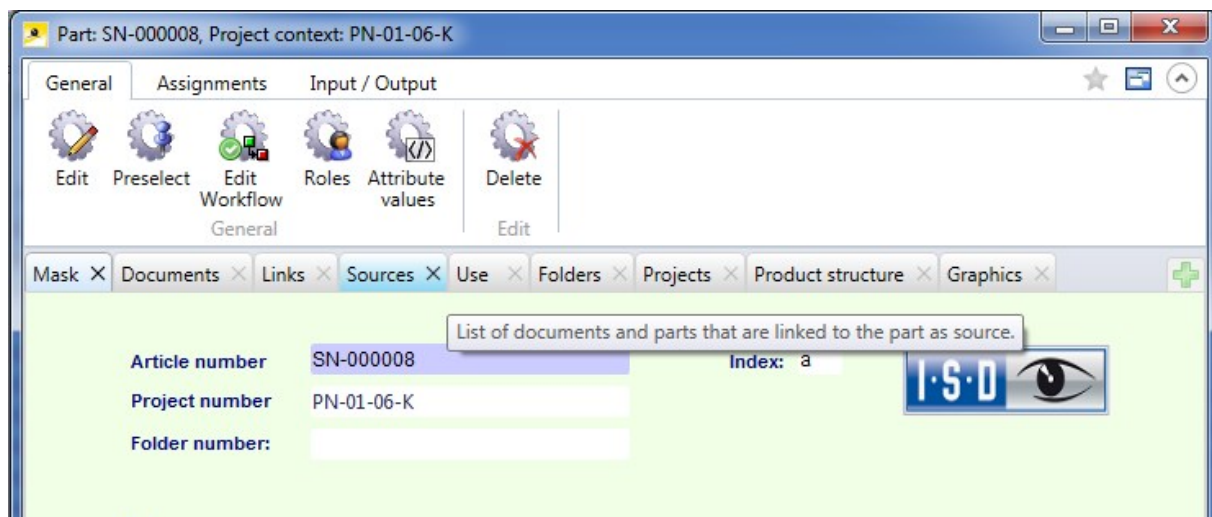 Part: SN-000008, Project context: PN-01-06-K
General Assignments Input / Output
Edit Preselect Edit Workflow Roles Attribute values Delete
General Edit
Mask Documents Links Sources Use Folders Projects Product structure Graphics
List of documents and parts that are linked to the part as source.
Article number SN-000008 Index: a
Project number PN-01-06-K
Folder number:
I·S·D